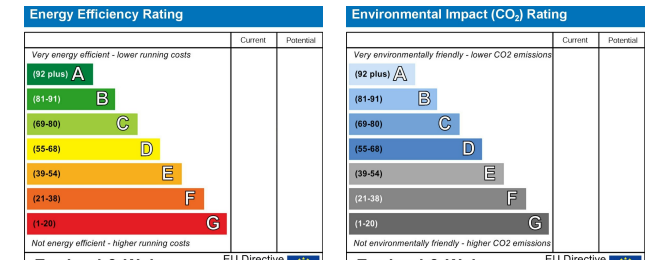 Energy Efficiency Rating
Current Potential
Very energy efficient - lower running costs
(92 plus) A
(81-91) B
(69-80) C
(55-68) D
(39-54) E
(21-38) F
(1-20) G
Not energy efficient - higher running costs
EU Directive
Environmental Impact (CO₂) Rating
Current Potential
Very environmentally friendly - lower CO2 emissions
(92 plus) A
(81-91) B
(69-80) C
(55-68) D
(39-54) E
(21-38) F
(1-20) G
Not environmentally friendly - higher CO2 emissions
EU Directive